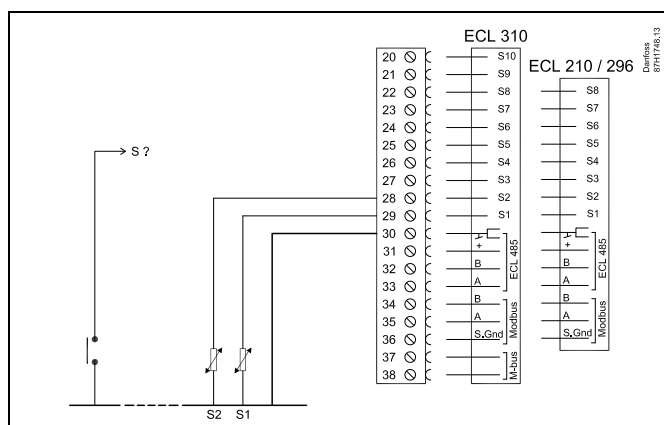 ECL 310
ECL 210 / 296
Danfoss
87H1748.13
S ?
20
21
22
23
24
25
26
27
28
29
30
31
32
33
34
35
36
37
38
S10
S9
S8
S7
S6
S5
S4
S3
S2
S1
+
B
A
B
A
S.Gnd
ECL 485
Modbus
M-bus
S8
S7
S6
S5
S4
S3
S2
S1
+
B
A
B
A
S.Gnd
ECL 485
Modbus
S2 S1